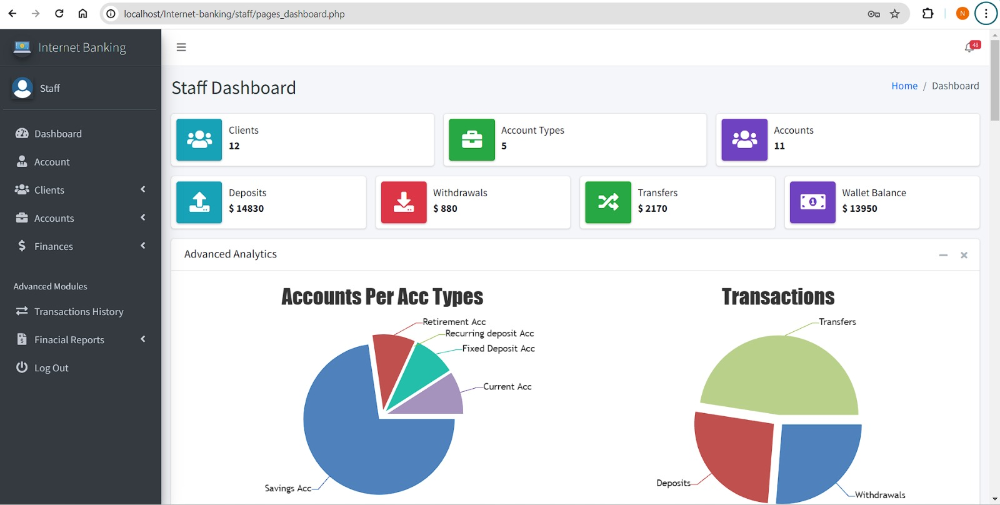 localhost/Internet-banking/staff/pages_dashboard.php
N
Internet Banking
48
Staff
Staff Dashboard
Home / Dashboard
Dashboard
Account
Clients
Accounts
Finances
Advanced Modules
Transactions History
Finacial Reports
Log Out
Clients
12
Account Types
5
Accounts
11
Deposits
$ 14830
Withdrawals
$ 880
Transfers
$ 2170
1
Wallet Balance
$ 13950
Advanced Analytics
Accounts Per Acc Types
Retirement Acc
Recurring deposit Acc
Fixed Deposit Acc
Current Acc
Savings Acc
Transactions
Transfers
Deposits
Withdrawals